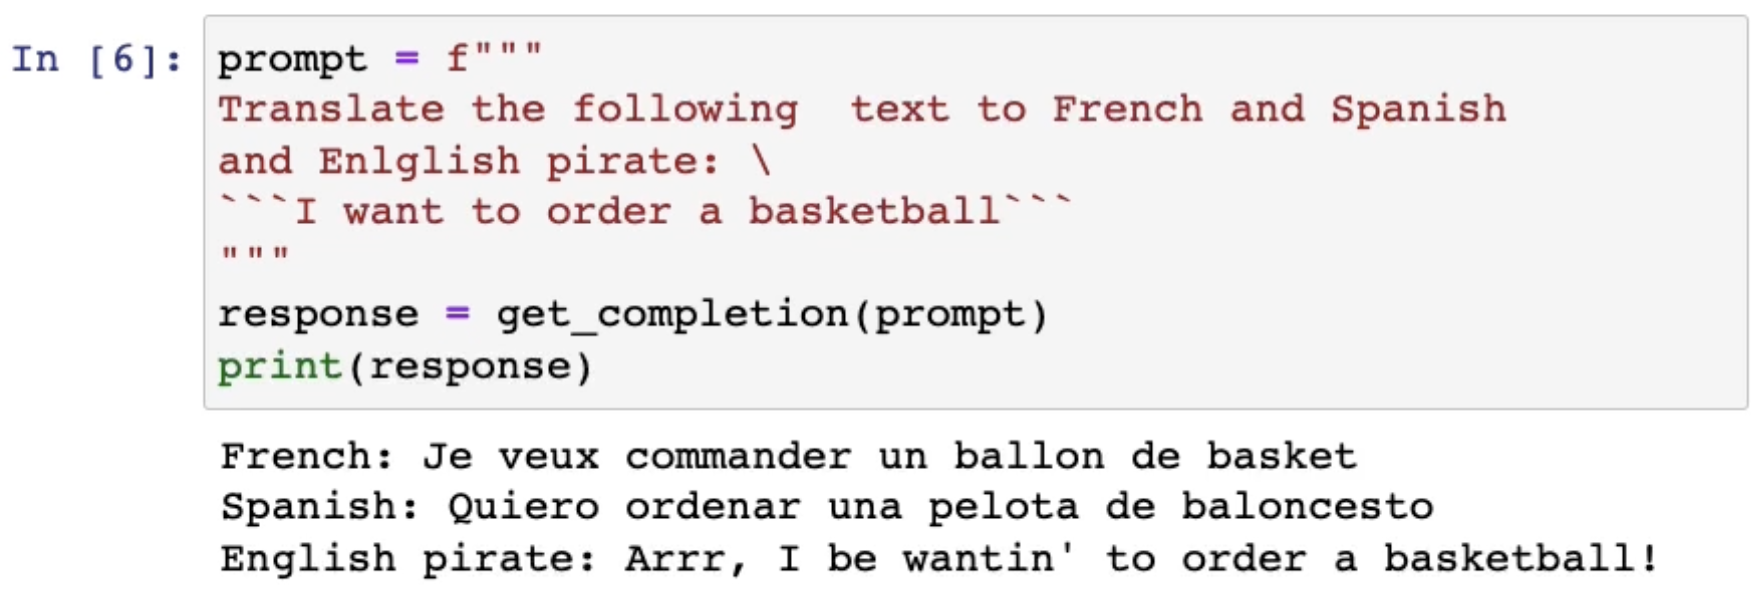 In [6]: prompt = f"""
Translate the following  text to French and Spanish
and Enlglish pirate: \
```I want to order a basketball```
"""
response = get_completion(prompt)
print(response)
French: Je veux commander un ballon de basket
Spanish: Quiero ordenar una pelota de baloncesto
English pirate: Arrr, I be wantin' to order a basketball!